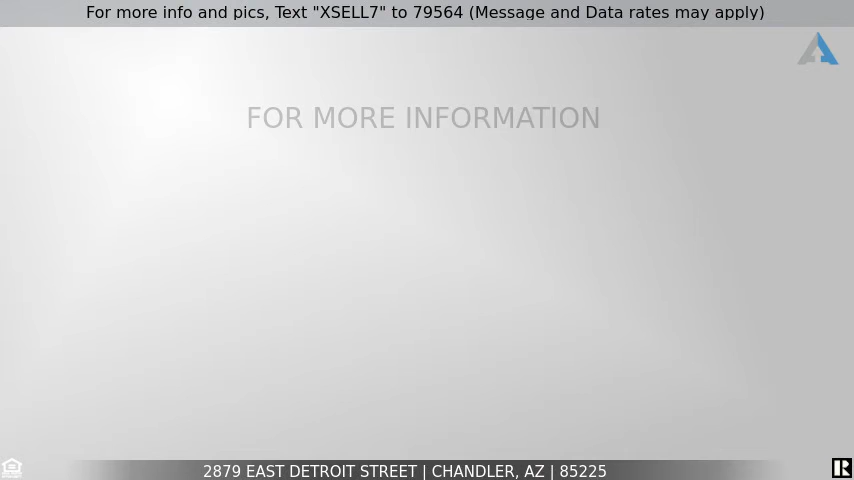 For more info and pics, Text "XSELL7" to 79564 (Message and Data rates may apply)
FOR MORE INFORMATION
2879 EAST DETROIT STREET | CHANDLER, AZ | 85225